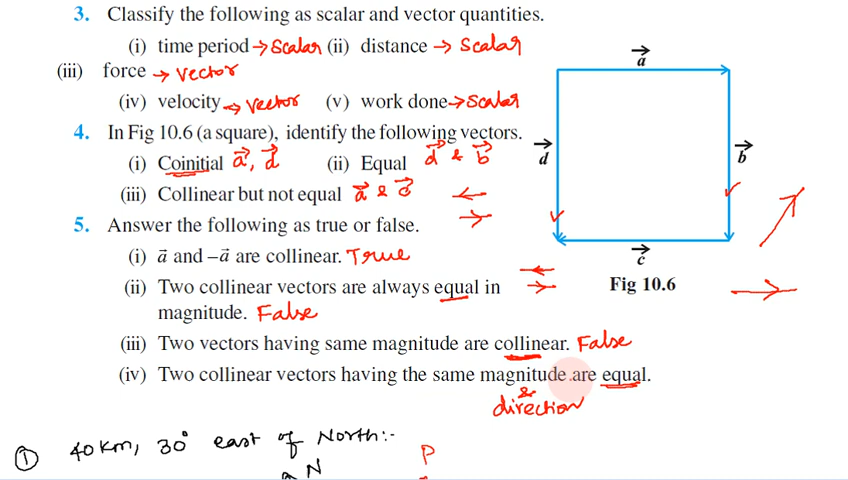 3. Classify the following as scalar and vector quantities.
(i) time period → Scalar (ii) distance → Scalar
(iii) force → Vector
(iv) velocity → Vector (v) work done → Scalar
4. In Fig 10.6 (a square), identify the following vectors.
(i) Coinitial a⃗, d⃗ (ii) Equal d⃗ & b⃗
(iii) Collinear but not equal a⃗ & c⃗
5. Answer the following as true or false.
(i) a⃗ and –a⃗ are collinear. True
(ii) Two collinear vectors are always equal in
magnitude. False
(iii) Two vectors having same magnitude are collinear. False
(iv) Two collinear vectors having the same magnitude are equal.
& direction
a⃗
d⃗
b⃗
c⃗
Fig 10.6
① 40 km, 30° east of North:-
N
P